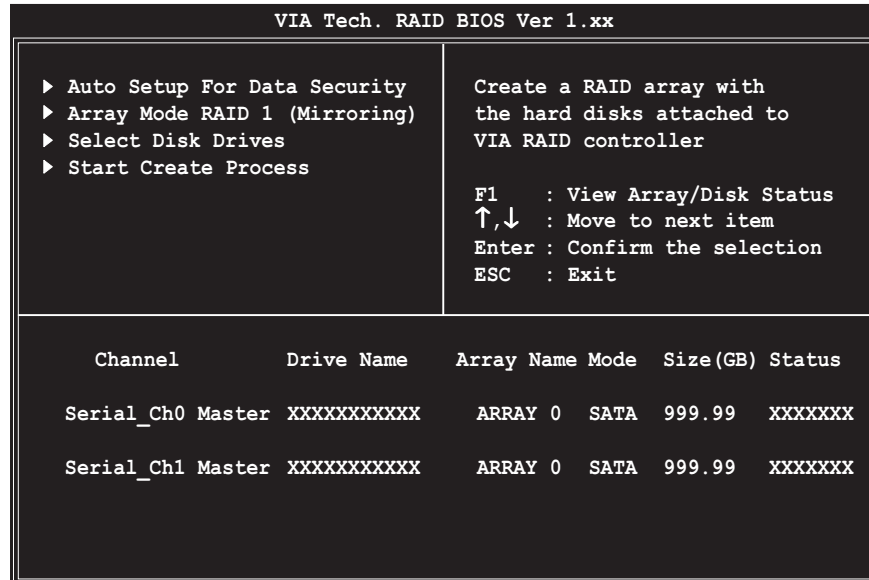 VIA Tech. RAID BIOS Ver 1.xx
Auto Setup For Data Security
Array Mode RAID 1 (Mirroring)
Select Disk Drives
Start Create Process
Create a RAID array with
the hard disks attached to
VIA RAID controller
F1 : View Array/Disk Status
↑,↓ : Move to next item
Enter : Confirm the selection
ESC : Exit
Channel Drive Name Array Name Mode Size(GB) Status
Serial_Ch0 Master XXXXXXXXXXX ARRAY 0 SATA 999.99 XXXXXXX
Serial_Ch1 Master XXXXXXXXXXX ARRAY 0 SATA 999.99 XXXXXXX